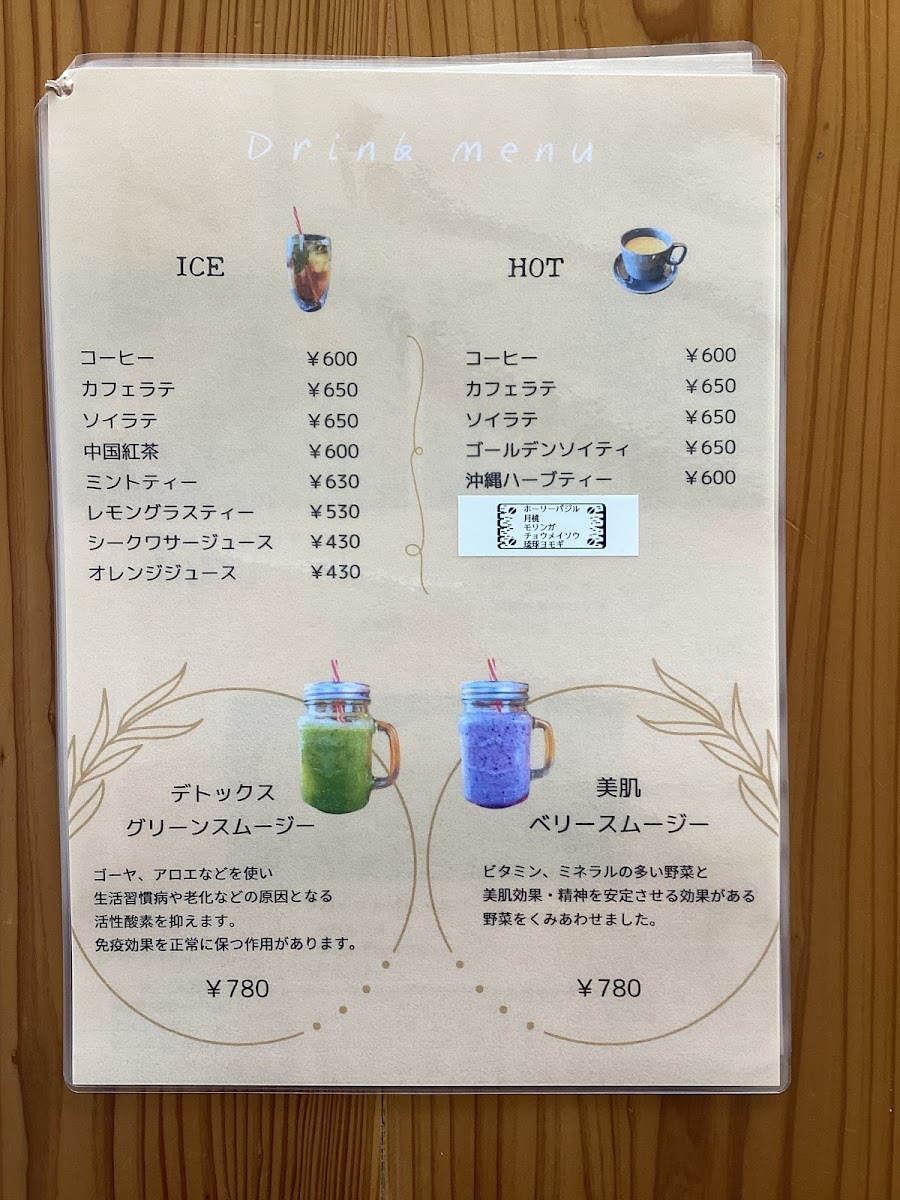 Drink menu
ICE
コーヒー ￥600
カフェラテ ￥650
ソイラテ ￥650
中国紅茶 ￥600
ミントティー ￥630
レモングラスティー ￥530
シークワサージュース ￥430
オレンジジュース ￥430
HOT
コーヒー ￥600
カフェラテ ￥650
ソイラテ ￥650
ゴールデンソイティ ￥650
沖縄ハーブティー ￥600
ホーリーバジル
月桃
モリンガ
チョウメイソウ
琉球ヨモギ
デトックス
グリーンスムージー
ゴーヤ、アロエなどを使い
生活習慣病や老化などの原因となる
活性酸素を抑えます。
免疫効果を正常に保つ作用があります。
￥780
美肌
ベリースムージー
ビタミン、ミネラルの多い野菜と
美肌効果・精神を安定させる効果がある
野菜をくみあわせました。
￥780